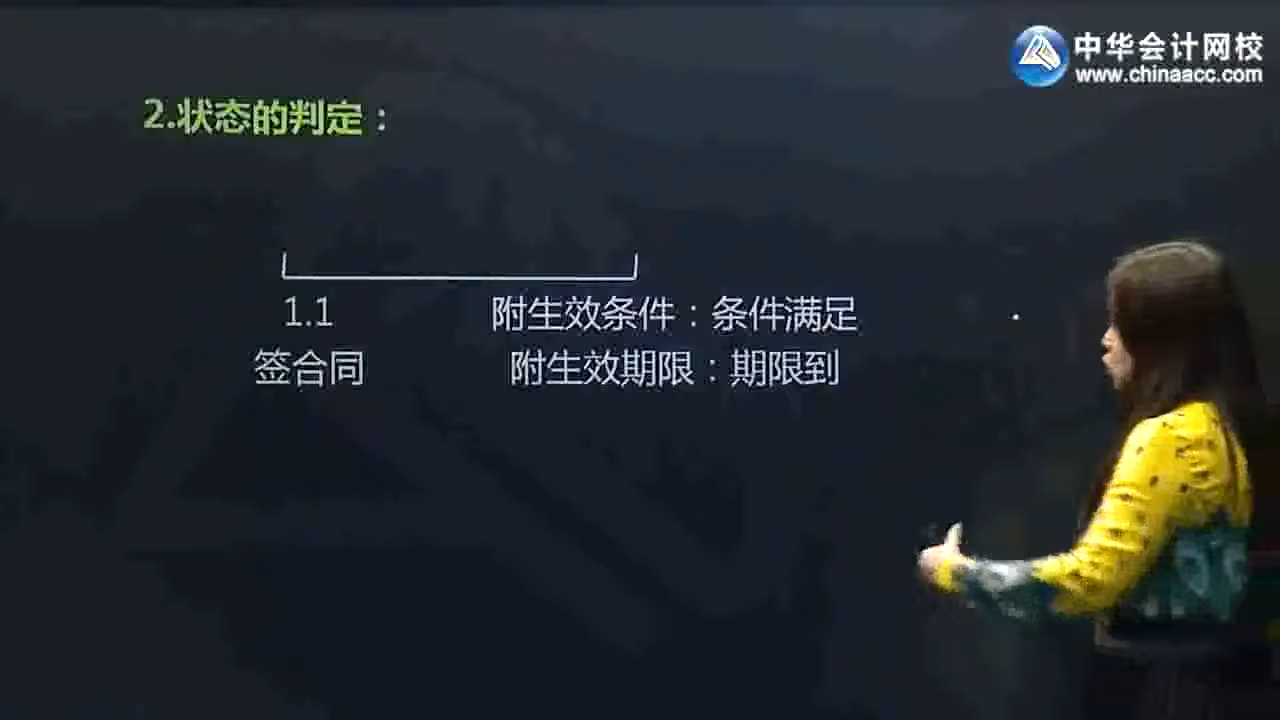 中华会计网校
www.chinaacc.com
2.状态的判定：
1.1
附生效条件：条件满足
签合同
附生效期限：期限到